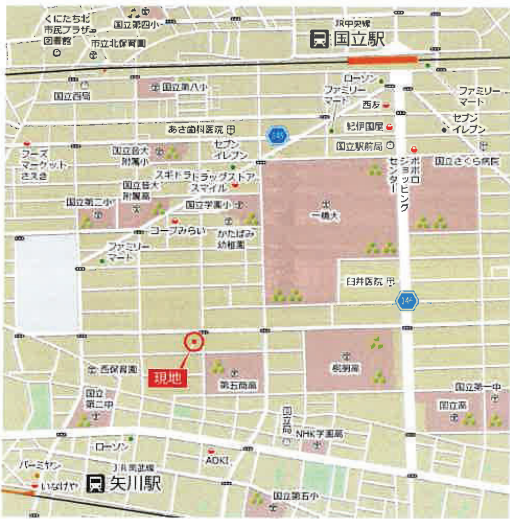 くにたち北
市民プラザ
図書館
国立第四小
市立北保育園
JR中央線
国立駅
国立西局
国立第八小
ローソン
ファミリー
マート
ファミリー
マート
西友
あさ歯科医院
145
紀伊国屋
セブン
イレブン
フーズ
マーケット
さえき
国立音大
附属小
セブン
イレブン
国立駅前局
スギドラッグ
ドラッグストア
スマイル
ポポロ
ショッピング
センター
国立さくら病院
国立音大
附属高
国立第二小
国立学園小
一橋大
コープみらい
かたばみ
幼稚園
ファミリー
マート
臼井医院
146
現地
西保育園
第五商高
桐朋高
国立
第二中
国立局
国立第一中
国立高
NHK学園高
ローソン
AOKI
バーミヤン
JR南武線
矢川駅
いなげや
国立第五小